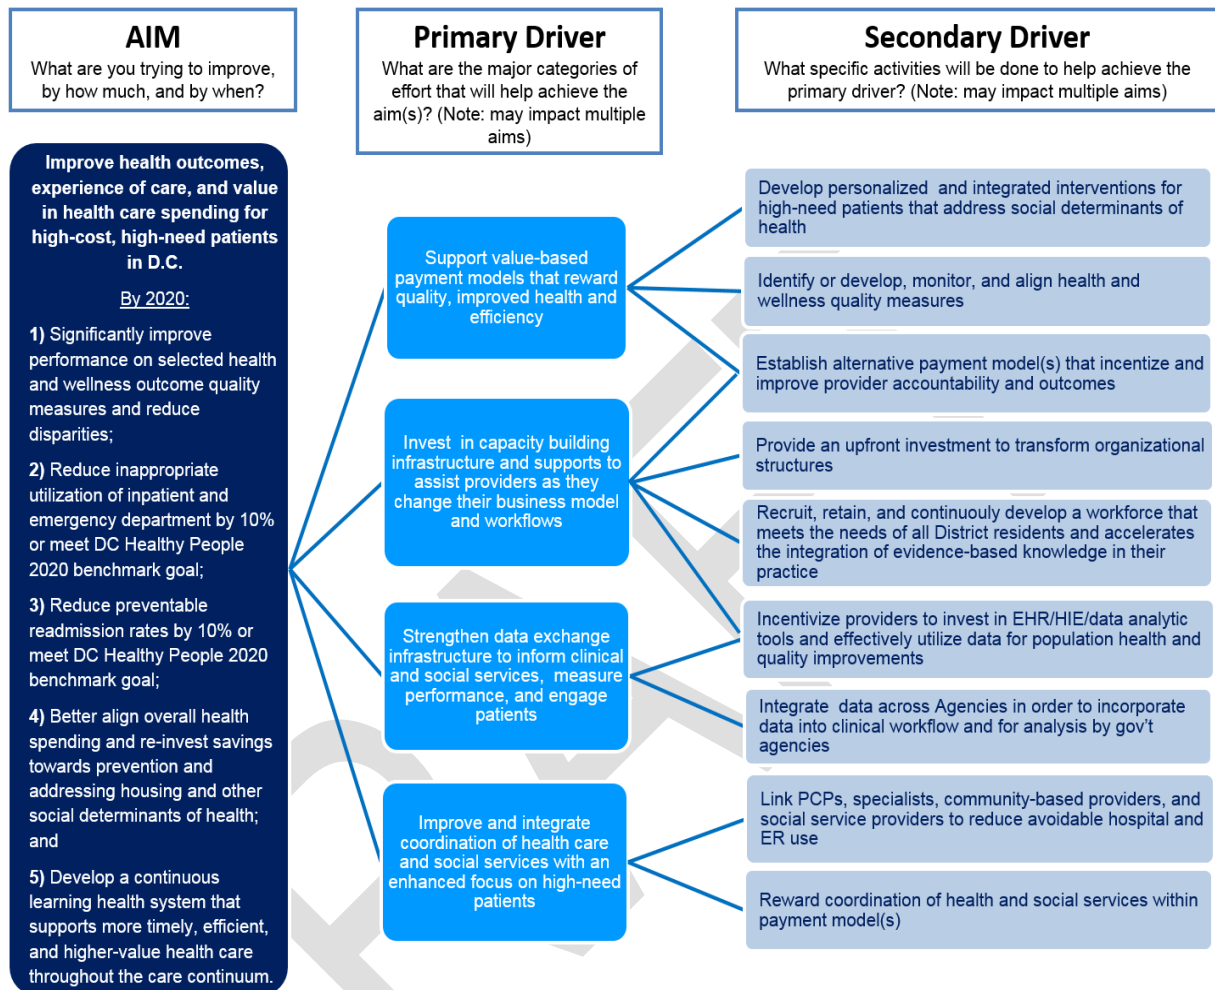 AIM
What are you trying to improve,
by how much, and by when?
Primary Driver
What are the major categories of
effort that will help achieve the
aim(s)? (Note: may impact multiple
aims)
Secondary Driver
What specific activities will be done to help achieve the
primary driver? (Note: may impact multiple aims)
Improve health outcomes,
experience of care, and value
in health care spending for
high-cost, high-need patients
in D.C.
By 2020:
1) Significantly improve
performance on selected health
and wellness outcome quality
measures and reduce
disparities;
2) Reduce inappropriate
utilization of inpatient and
emergency department by 10%
or meet DC Healthy People
2020 benchmark goal;
3) Reduce preventable
readmission rates by 10% or
meet DC Healthy People 2020
benchmark goal;
4) Better align overall health
spending and re-invest savings
towards prevention and
addressing housing and other
social determinants of health;
and
5) Develop a continuous
learning health system that
supports more timely, efficient,
and higher-value health care
throughout the care continuum.
Support value-based
payment models that reward
quality, improved health and
efficiency
Invest in capacity building
infrastructure and supports to
assist providers as they
change their business model
and workflows
Strengthen data exchange
infrastructure to inform clinical
and social services, measure
performance, and engage
patients
Improve and integrate
coordination of health care
and social services with an
enhanced focus on high-need
patients
Develop personalized and integrated interventions for
high-need patients that address social determinants of
health
Identify or develop, monitor, and align health and
wellness quality measures
Establish alternative payment model(s) that incentize and
improve provider accountability and outcomes
Provide an upfront investment to transform organizational
structures
Recruit, retain, and continuouly develop a workforce that
meets the needs of all District residents and accelerates
the integration of evidence-based knowledge in their
practice
Incentivize providers to invest in EHR/HIE/data analytic
tools and effectively utilize data for population health and
quality improvements
Integrate data across Agencies in order to incorporate
data into clinical workflow and for analysis by gov't
agencies
Link PCPs, specialists, community-based providers, and
social service providers to reduce avoidable hospital and
ER use
Reward coordination of health and social services within
payment model(s)